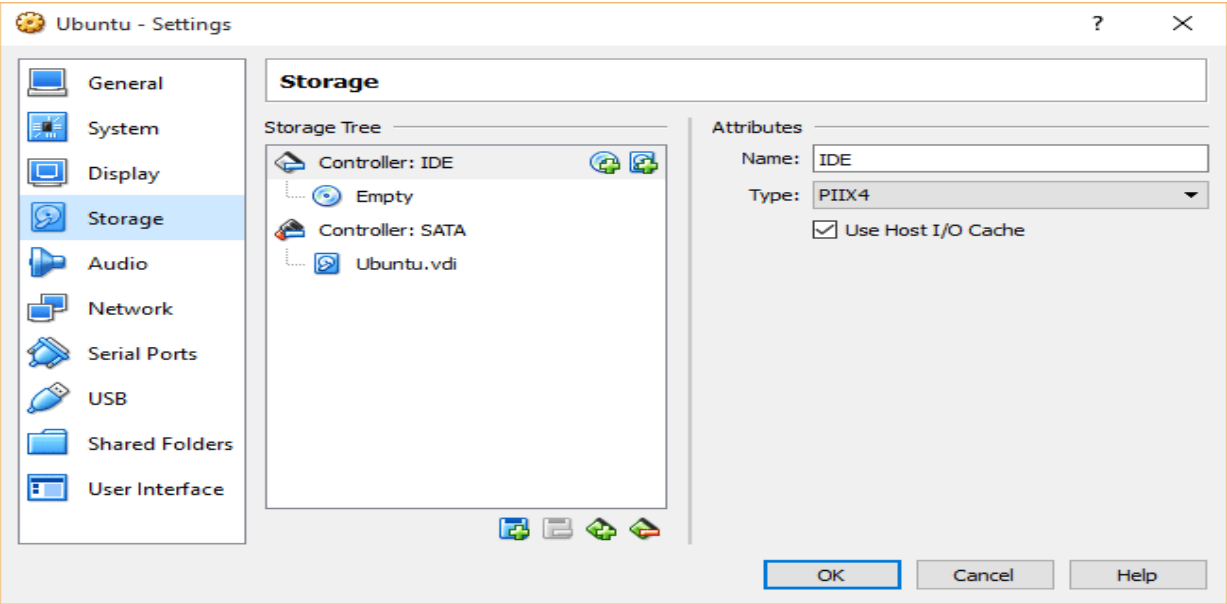 Ubuntu - Settings
?
General
System
Display
Storage
Audio
Network
Serial Ports
USB
Shared Folders
User Interface
Storage
Storage Tree
Controller: IDE
Empty
Controller: SATA
Ubuntu.vdi
Attributes
Name: IDE
Type: PIIX4
Use Host I/O Cache
OK Cancel Help